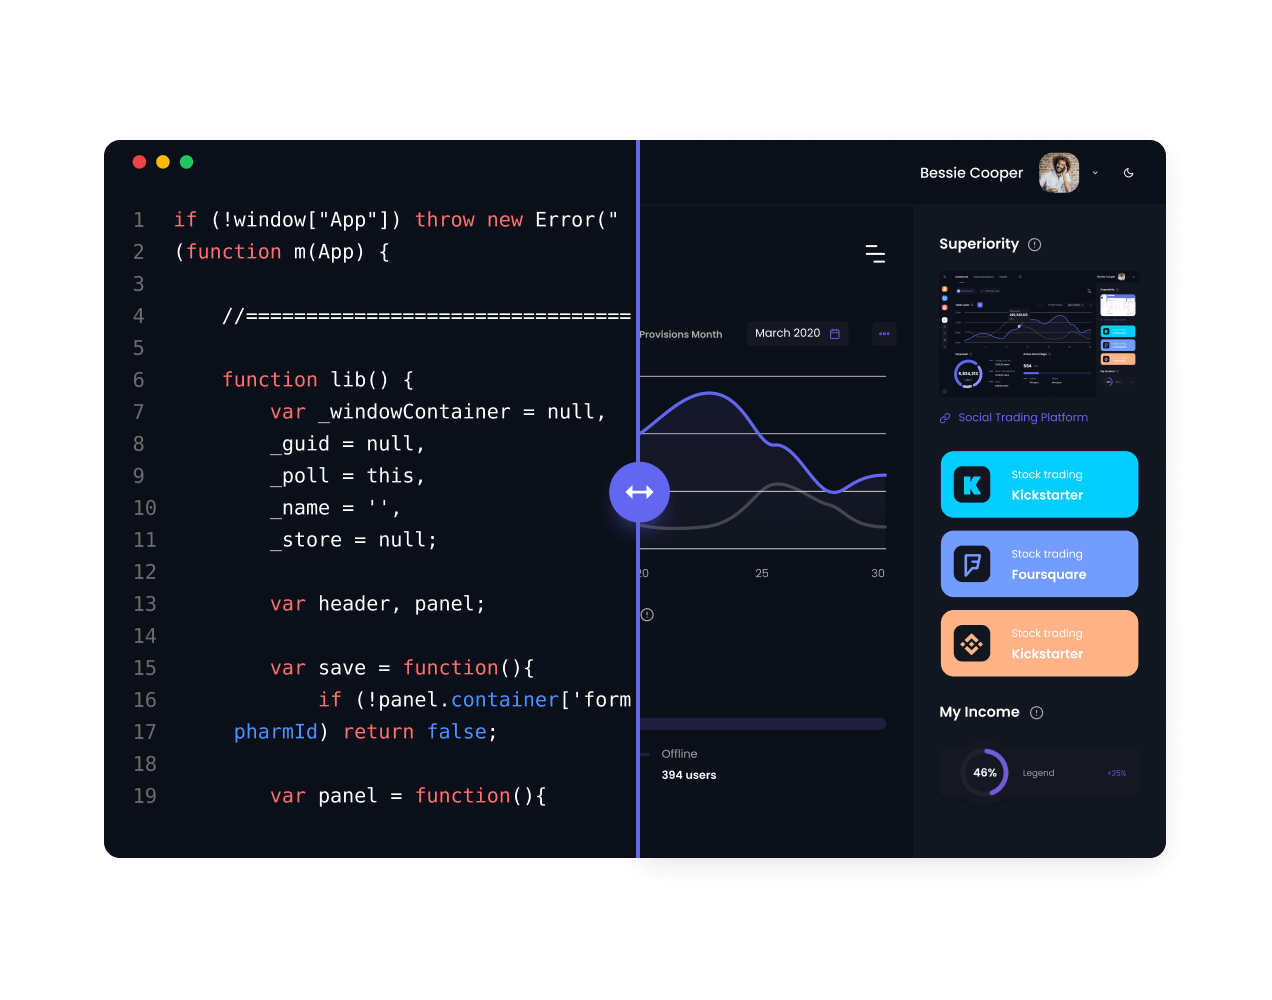 1 if (!window["App"]) throw new Error("
2 (function m(App) {
3
4 //================================
5
6 function lib() {
7 var _windowContainer = null,
8 _guid = null,
9 _poll = this,
10 _name = '',
11 _store = null;
12
13 var header, panel;
14
15 var save = function(){
16 if (!panel.container['form
17 pharmId) return false;
18
19 var panel = function(){
Bessie Cooper
Provisions Month
March 2020
20 25 30
Offline
394 users
Superiority
Social Trading Platform
Stock trading
Kickstarter
Stock trading
Foursquare
Stock trading
Kickstarter
My Income
46% Legend +25%